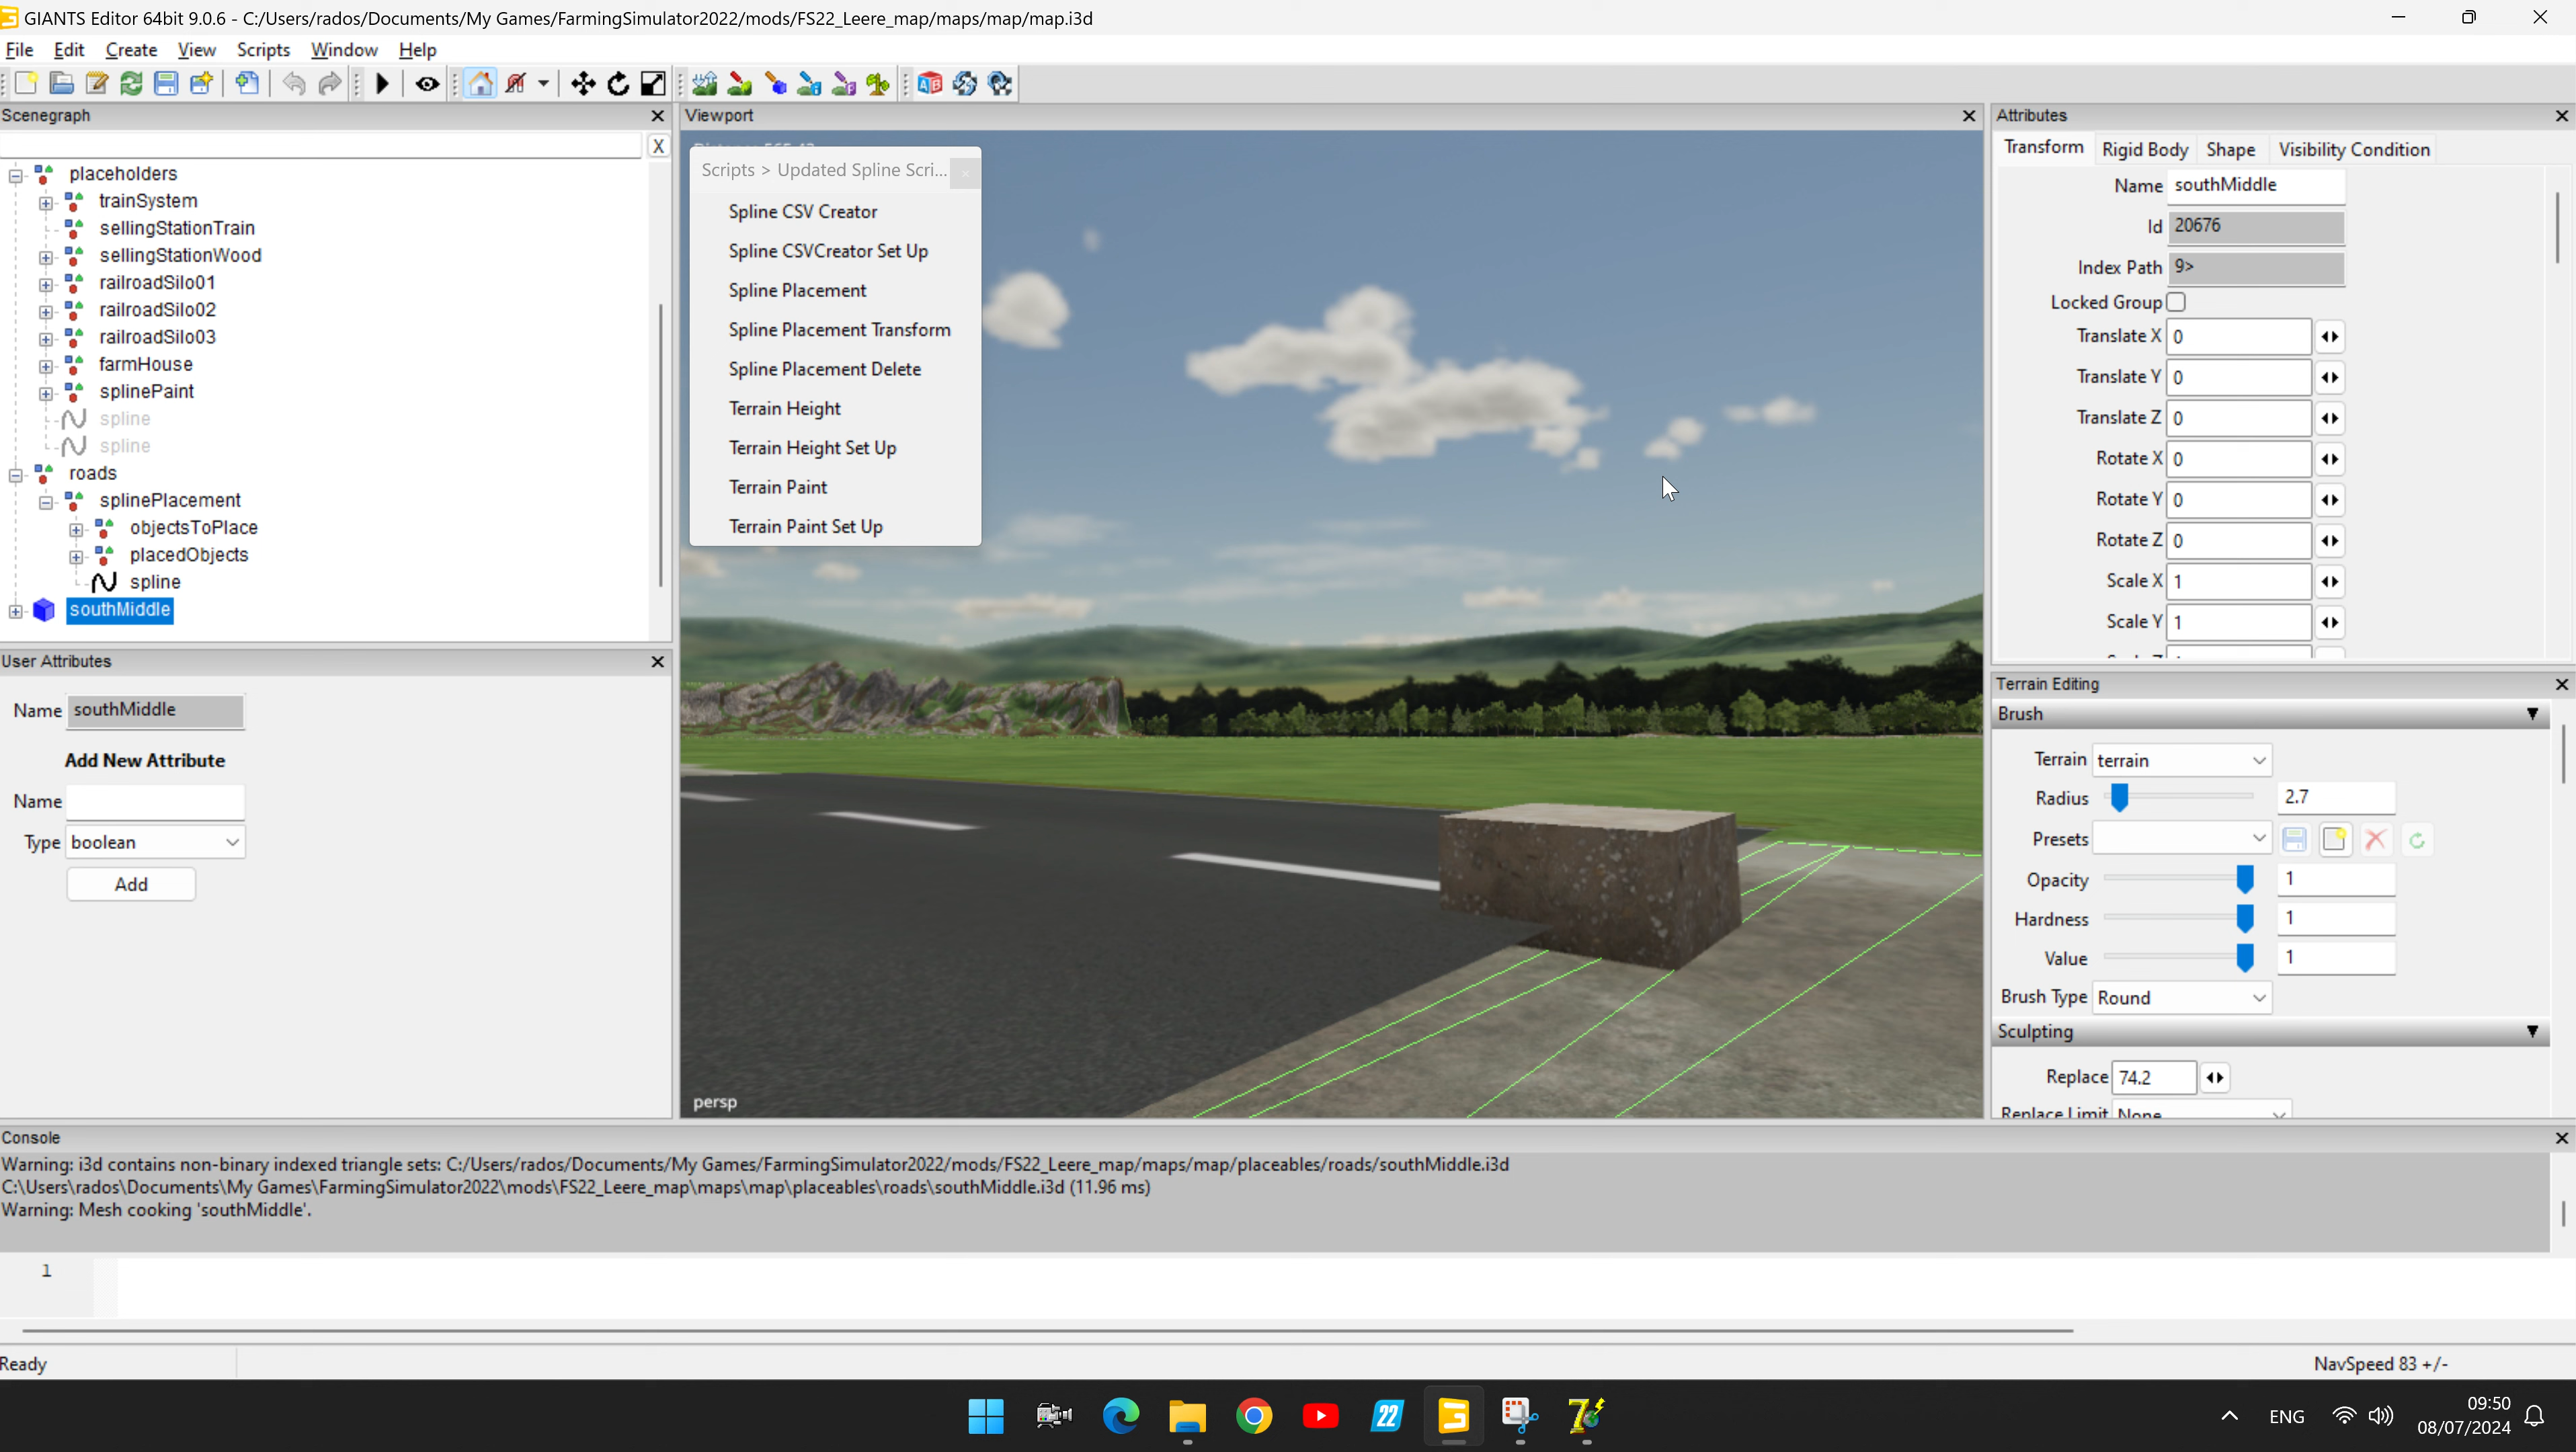 GIANTS Editor 64bit 9.0.6 - C:/Users/rados/Documents/My Games/FarmingSimulator2022/mods/FS22_Leere_map/maps/map/map.i3d
File Edit Create View Scripts Window Help
Scenegraph
X
placeholders
trainSystem
sellingStationTrain
sellingStationWood
railroadSilo01
railroadSilo02
railroadSilo03
farmHouse
splinePaint
spline
spline
roads
splinePlacement
objectsToPlace
placedObjects
spline
southMiddle
User Attributes
Name southMiddle
Add New Attribute
Name
Type boolean
Add
Viewport
Scripts > Updated Spline Scri...
Spline CSV Creator
Spline CSVCreator Set Up
Spline Placement
Spline Placement Transform
Spline Placement Delete
Terrain Height
Terrain Height Set Up
Terrain Paint
Terrain Paint Set Up
persp
Attributes
Transform Rigid Body Shape Visibility Condition
Name southMiddle
Id 20676
Index Path 9>
Locked Group
Translate X 0
Translate Y 0
Translate Z 0
Rotate X 0
Rotate Y 0
Rotate Z 0
Scale X 1
Scale Y 1
Terrain Editing
Brush
Terrain terrain
Radius 2.7
Presets
Opacity 1
Hardness 1
Value 1
Brush Type Round
Sculpting
Replace 74.2
Replace Limit None
Console
Warning: i3d contains non-binary indexed triangle sets: C:/Users/rados/Documents/My Games/FarmingSimulator2022/mods/FS22_Leere_map/maps/map/placeables/roads/southMiddle.i3d
C:\Users\rados\Documents\My Games\FarmingSimulator2022\mods\FS22_Leere_map\maps\map\placeables\roads\southMiddle.i3d (11.96 ms)
Warning: Mesh cooking 'southMiddle'.
1
Ready
NavSpeed 83 +/-
22
ENG
09:50
08/07/2024